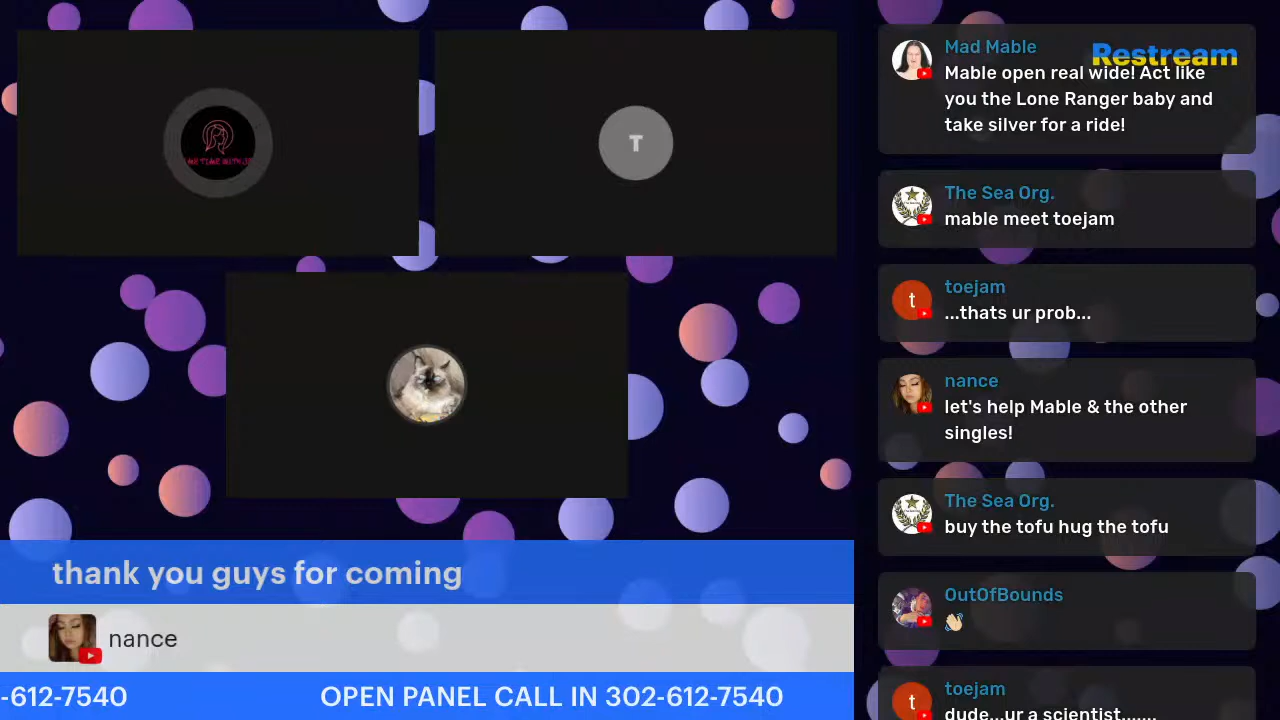 T
thank you guys for coming
nance
-612-7540
OPEN PANEL CALL IN 302-612-7540
Restream
Mad Mable
Mable open real wide! Act like
you the Lone Ranger baby and
take silver for a ride!
The Sea Org.
mable meet toejam
t
toejam
...thats ur prob...
nance
let's help Mable & the other
singles!
The Sea Org.
buy the tofu hug the tofu
OutOfBounds
👋🏼
t
toejam
dude...ur a scientist.......